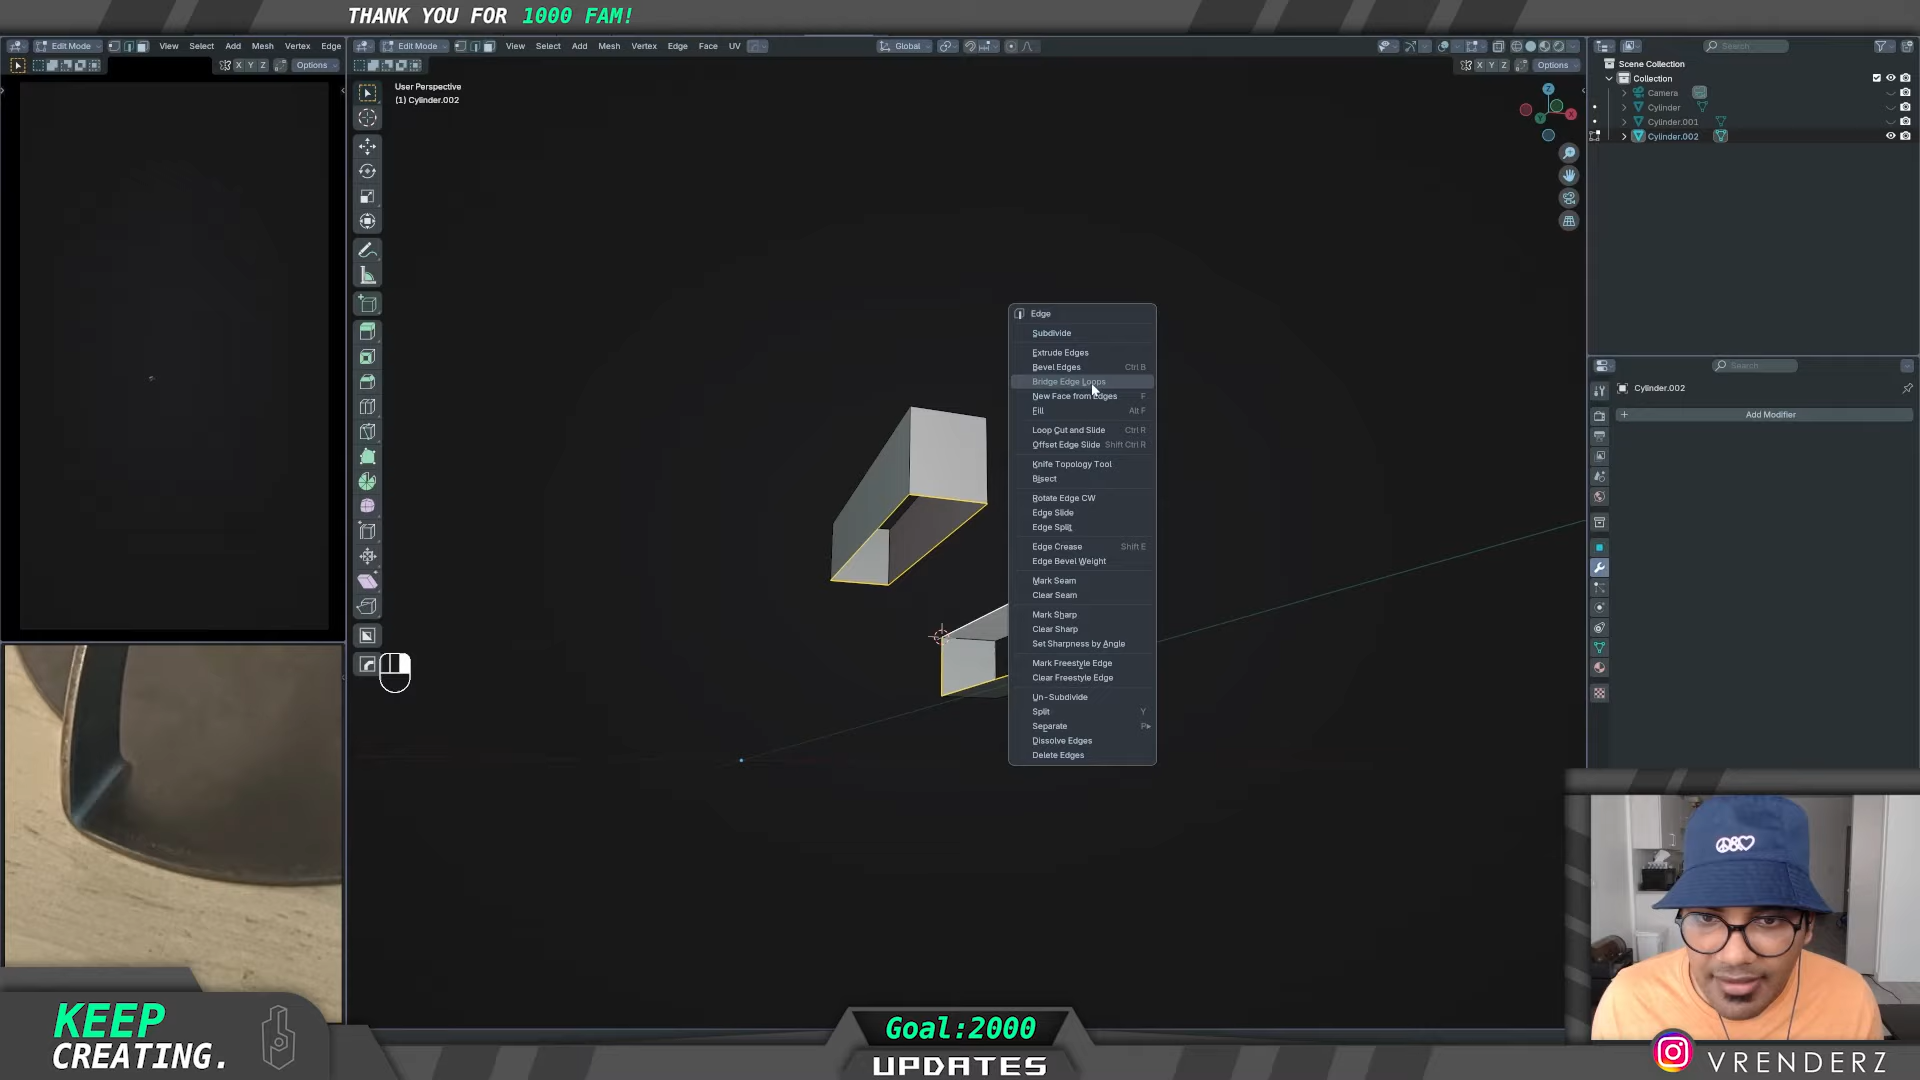 THANK YOU FOR 1000 FAM!
Edit Mode View Select Add Mesh Vertex Edge
X Y Z Options
Edit Mode View Select Add Mesh Vertex Edge Face UV
Global
X Y Z Options
User Perspective
(1) Cylinder.002
Z
X
Y
Search
Scene Collection
Collection
Camera
Cylinder
Cylinder.001
Cylinder.002
Search
Cylinder.002
Add Modifier
Edge
Subdivide
Extrude Edges
Bevel Edges Ctrl B
Bridge Edge Loops
New Face from Edges F
Fill Alt F
Loop Cut and Slide Ctrl R
Offset Edge Slide Shift Ctrl R
Knife Topology Tool
Bisect
Rotate Edge CW
Edge Slide
Edge Split
Edge Crease Shift E
Edge Bevel Weight
Mark Seam
Clear Seam
Mark Sharp
Clear Sharp
Set Sharpness by Angle
Mark Freestyle Edge
Clear Freestyle Edge
Un-Subdivide
Split Y
Separate P
Dissolve Edges
Delete Edges
KEEP
CREATING.
Goal:2000
UPDATES
VRENDERZ